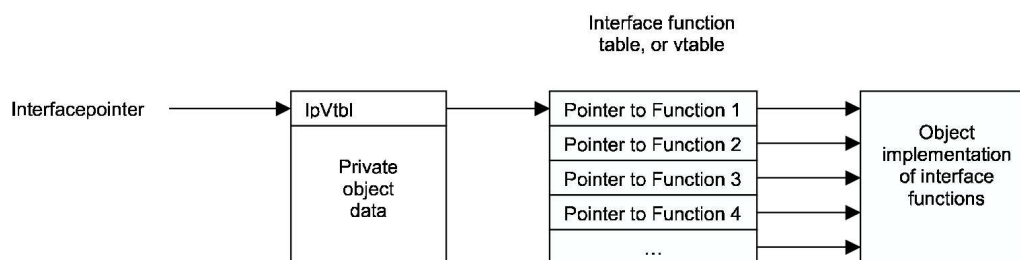 Interface function
table, or vtable
Interfacepointer
lpVtbl
Private
object
data
Pointer to Function 1
Pointer to Function 2
Pointer to Function 3
Pointer to Function 4
...
Object
implementation
of interface
functions